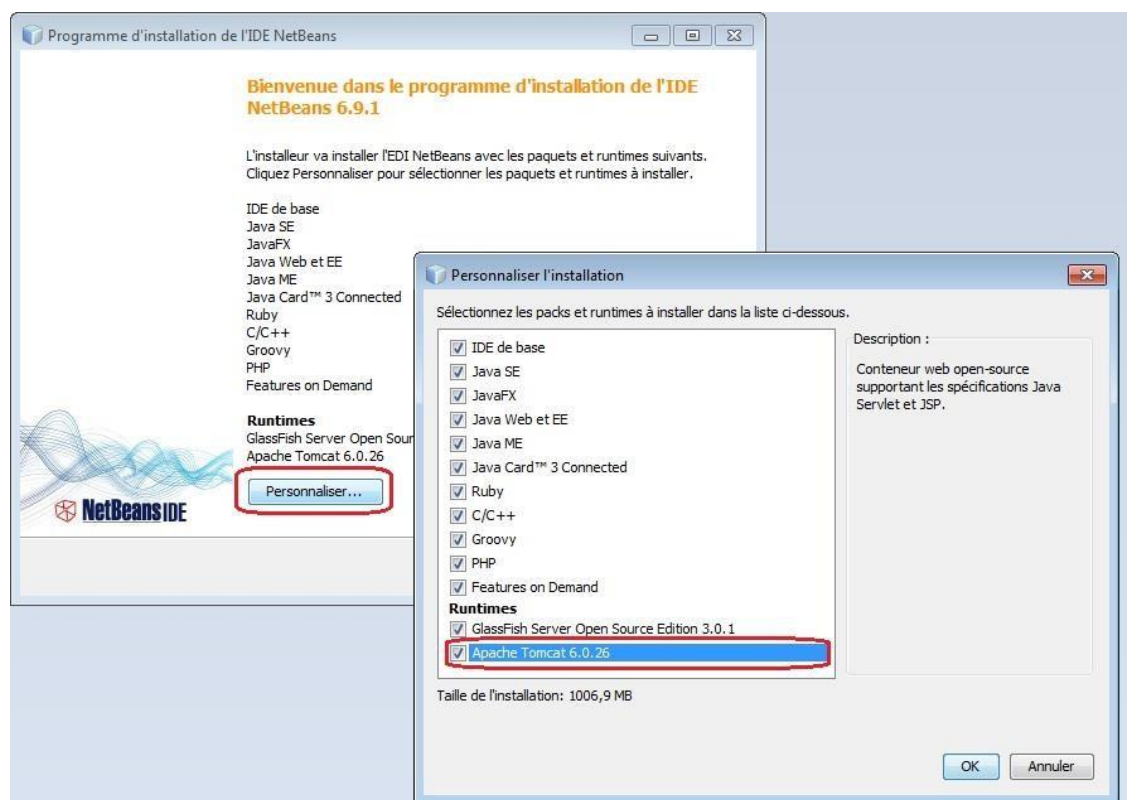 Programme d'installation de l'IDE NetBeans
Bienvenue dans le programme d'installation de l'IDE
NetBeans 6.9.1
L'installeur va installer l'EDI NetBeans avec les paquets et runtimes suivants.
Cliquez Personnaliser pour sélectionner les paquets et runtimes à installer.
IDE de base
Java SE
JavaFX
Java Web et EE
Java ME
Java Card™ 3 Connected
Ruby
C/C++
Groovy
PHP
Features on Demand
Runtimes
GlassFish Server Open Sour
Apache Tomcat 6.0.26
Personnaliser...
NetBeans IDE
Personnaliser l'installation
Sélectionnez les packs et runtimes à installer dans la liste ci-dessous.
IDE de base
Java SE
JavaFX
Java Web et EE
Java ME
Java Card™ 3 Connected
Ruby
C/C++
Groovy
PHP
Features on Demand
Runtimes
GlassFish Server Open Source Edition 3.0.1
Apache Tomcat 6.0.26
Description :
Conteneur web open-source
supportant les spécifications Java
Servlet et JSP.
Taille de l'installation: 1006,9 MB
OK
Annuler